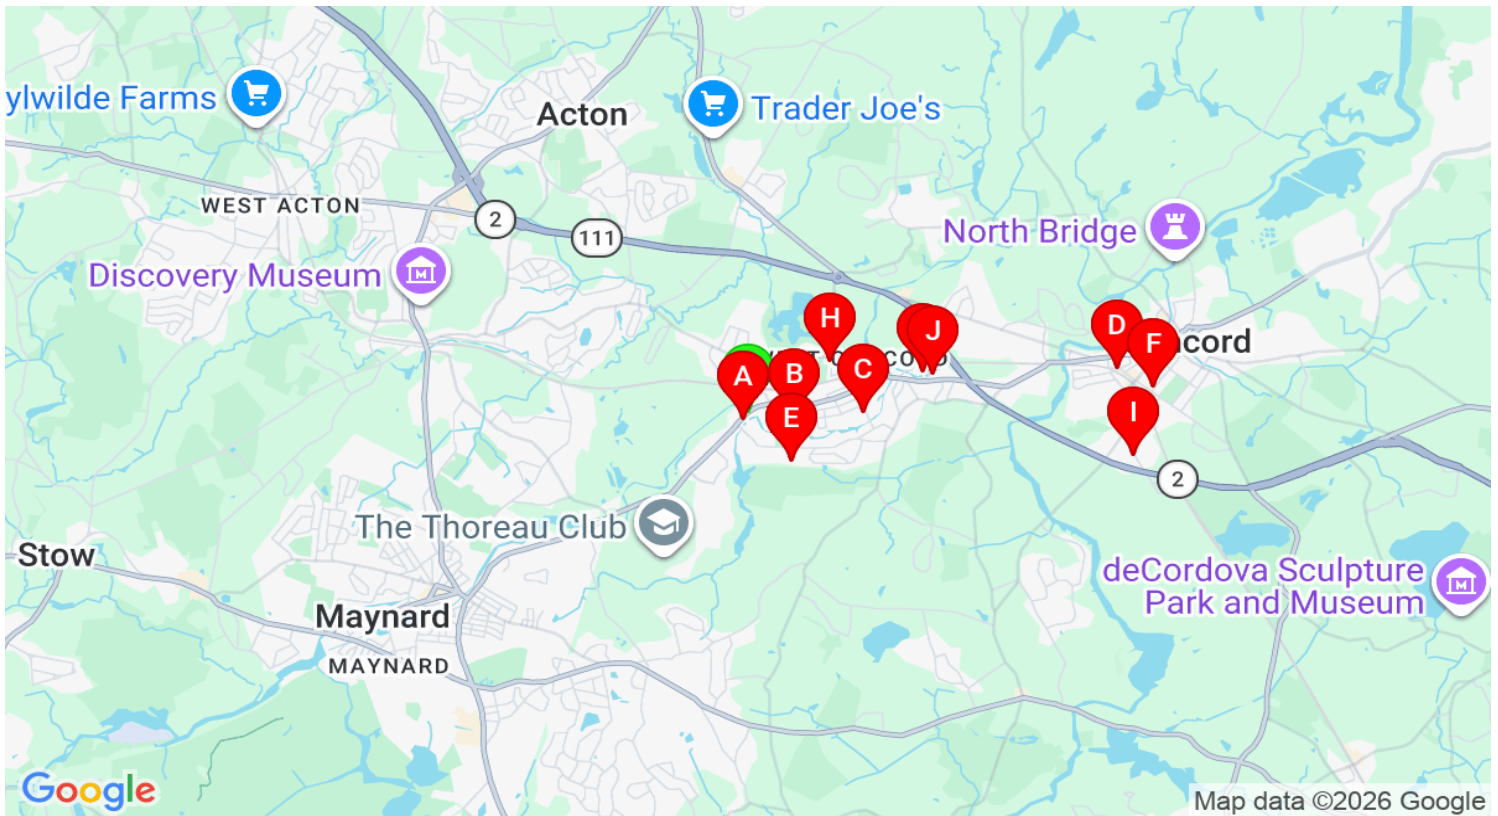 ylwilde Farms
Acton
Trader Joe's
WEST ACTON
2
111
North Bridge
Discovery Museum
H
J
D
F
A
B
C
E
I
2
The Thoreau Club
Stow
deCordova Sculpture
Park and Museum
Maynard
MAYNARD
Google
Map data ©2026 Google